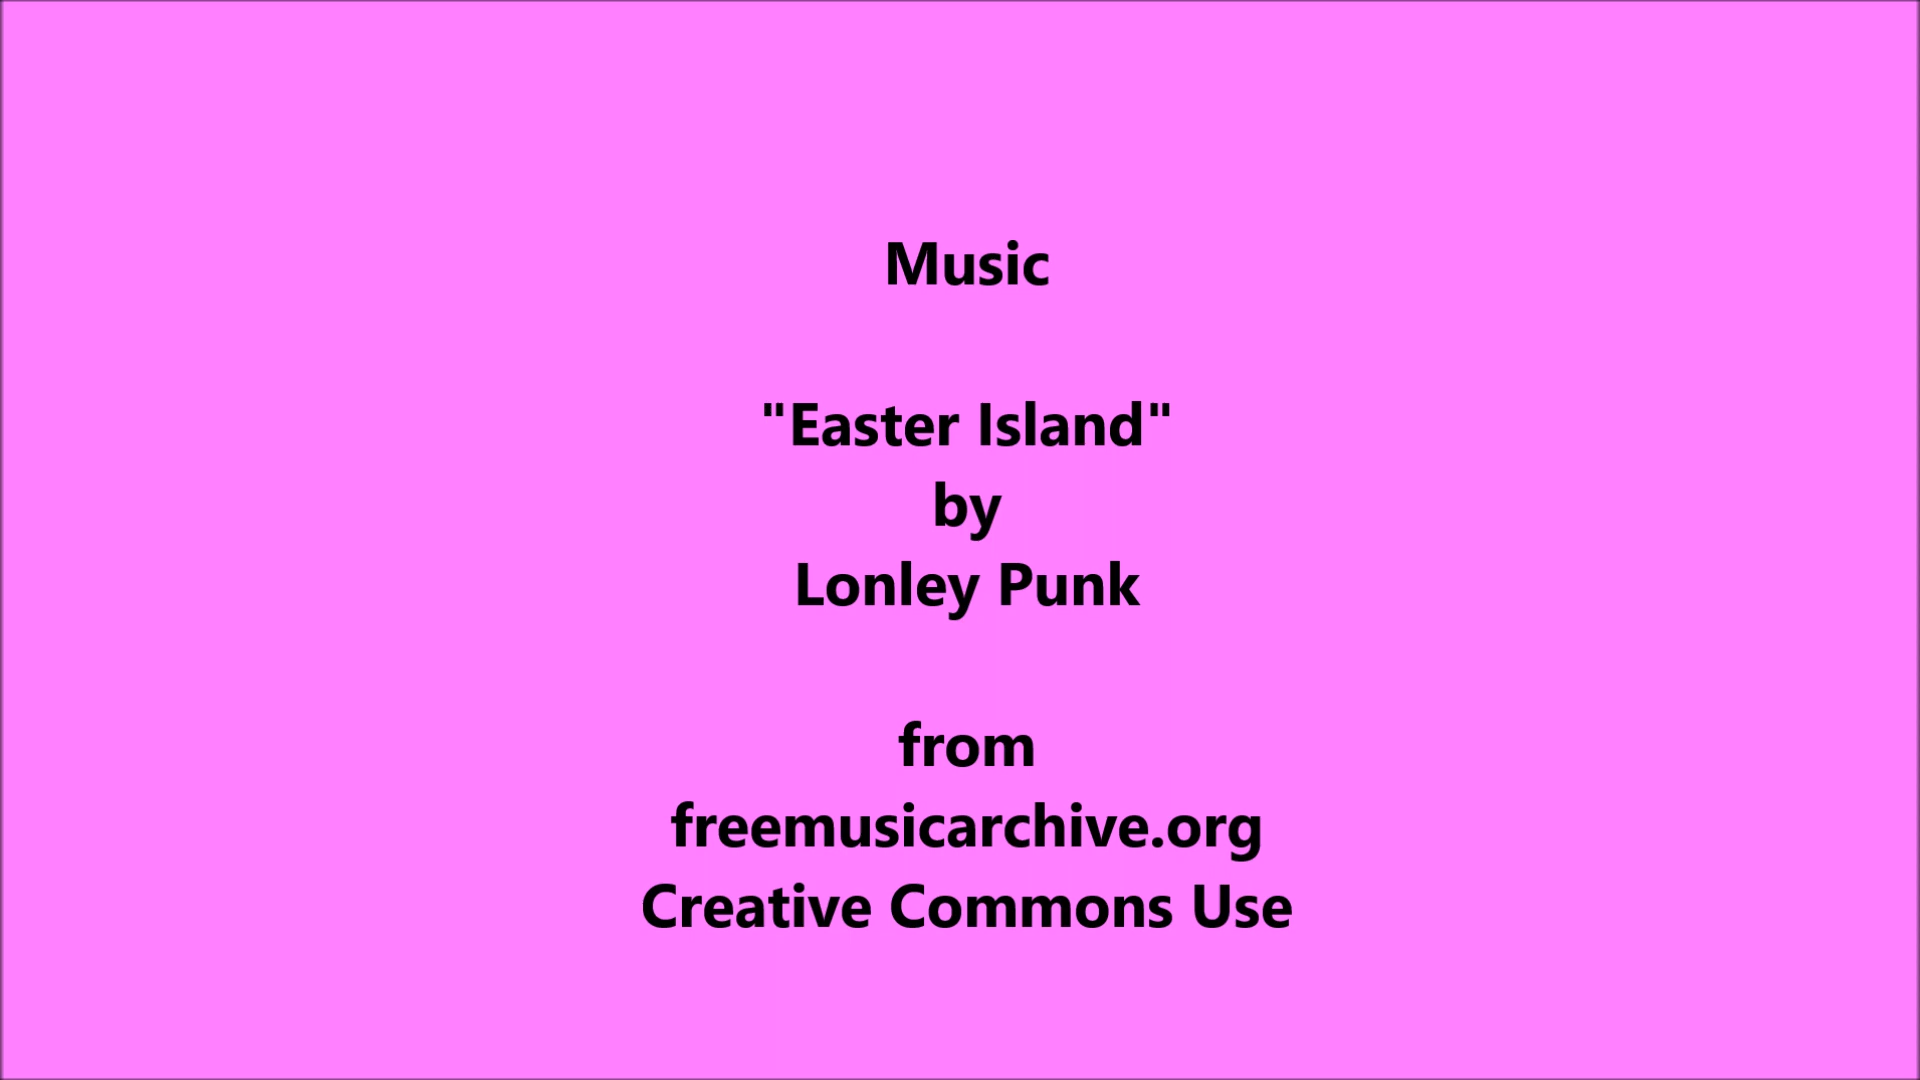 Music
"Easter Island"
by
Lonley Punk
from
freemusicarchive.org
Creative Commons Use